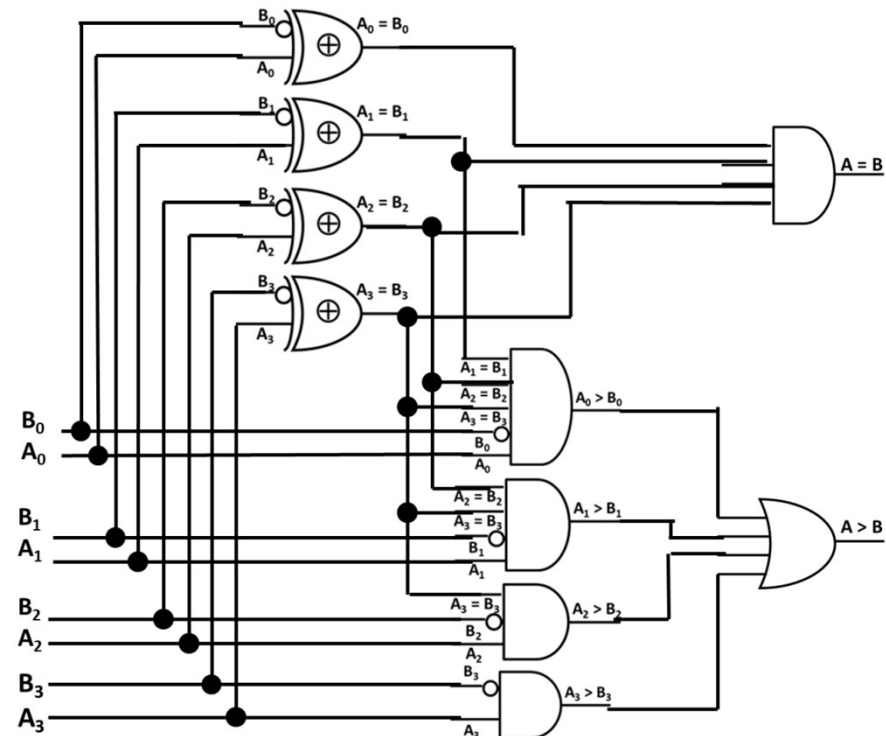 B₀
A₀ = B₀
A₀
B₁
A₁ = B₁
A₁
A = B
B₂
A₂ = B₂
A₂
B₃
A₃ = B₃
A₃
A₁ = B₁
A₂ = B₂
A₃ = B₃
A₀ > B₀
B₀
B₀
A₀
A₀
A₂ = B₂
A₃ = B₃
A₁ > B₁
B₁
B₁
A₁
A₁
A > B
A₃ = B₃
A₂ > B₂
B₂
B₂
A₂
A₂
B₃
B₃
A₃ > B₃
A₃
A₃